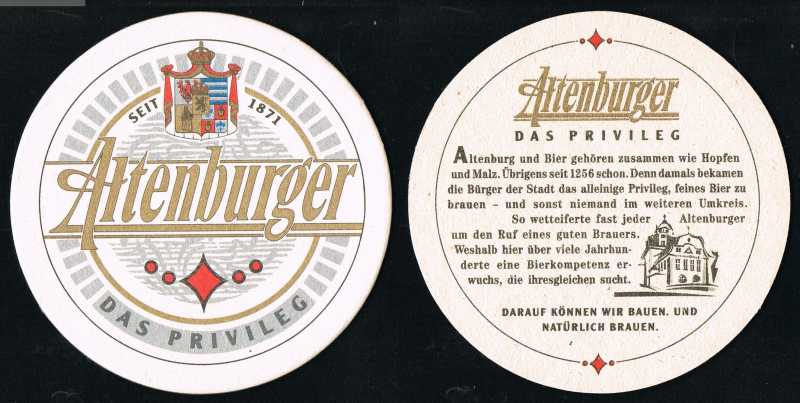 SEIT 1871
Altenburger
DAS PRIVILEG
Altenburger
DAS PRIVILEG
Altenburg und Bier gehören zusammen wie Hopfen
und Malz. Übrigens seit 1256 schon. Denn damals bekamen
die Bürger der Stadt das alleinige Privileg, feines Bier zu
brauen – und sonst niemand im weiteren Umkreis.
So wetteiferte fast jeder Altenburger
um den Ruf eines guten Brauers.
Weshalb hier über viele Jahrhun-
derte eine Bierkompetenz er-
wuchs, die ihresgleichen sucht.
DARAUF KÖNNEN WIR BAUEN. UND
NATÜRLICH BRAUEN.